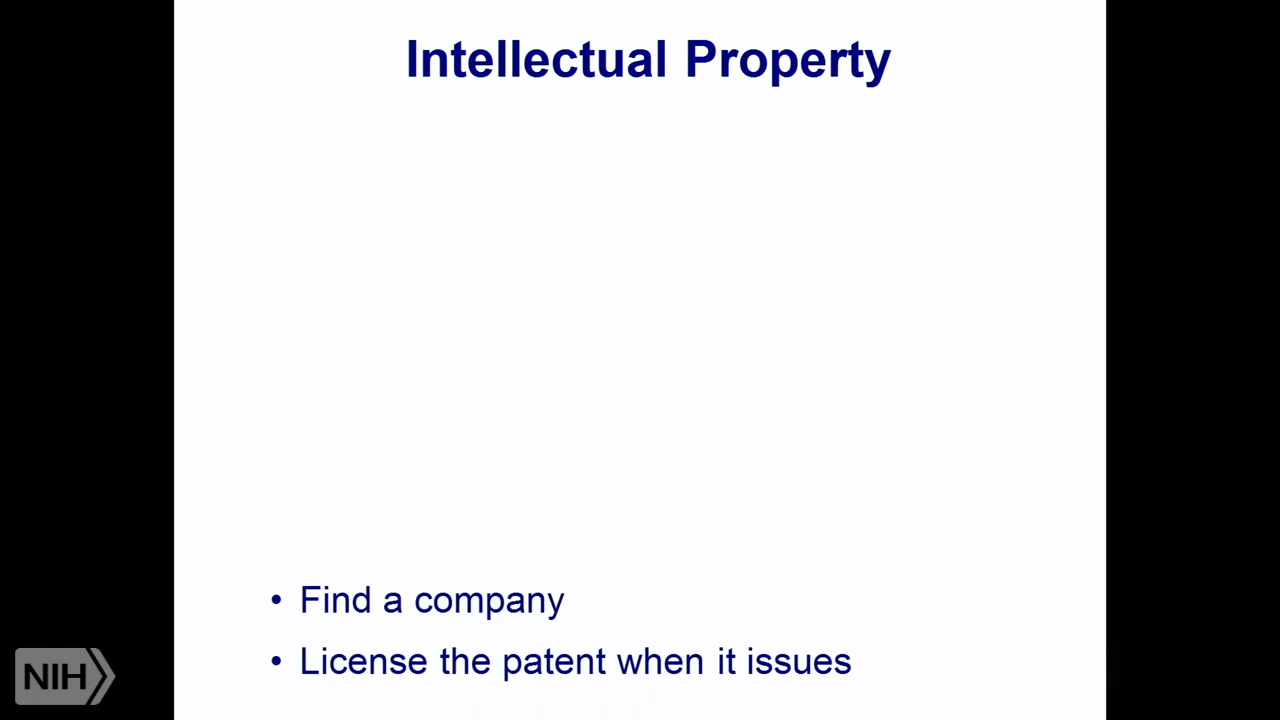 Intellectual Property
• Find a company
• License the patent when it issues
NIH